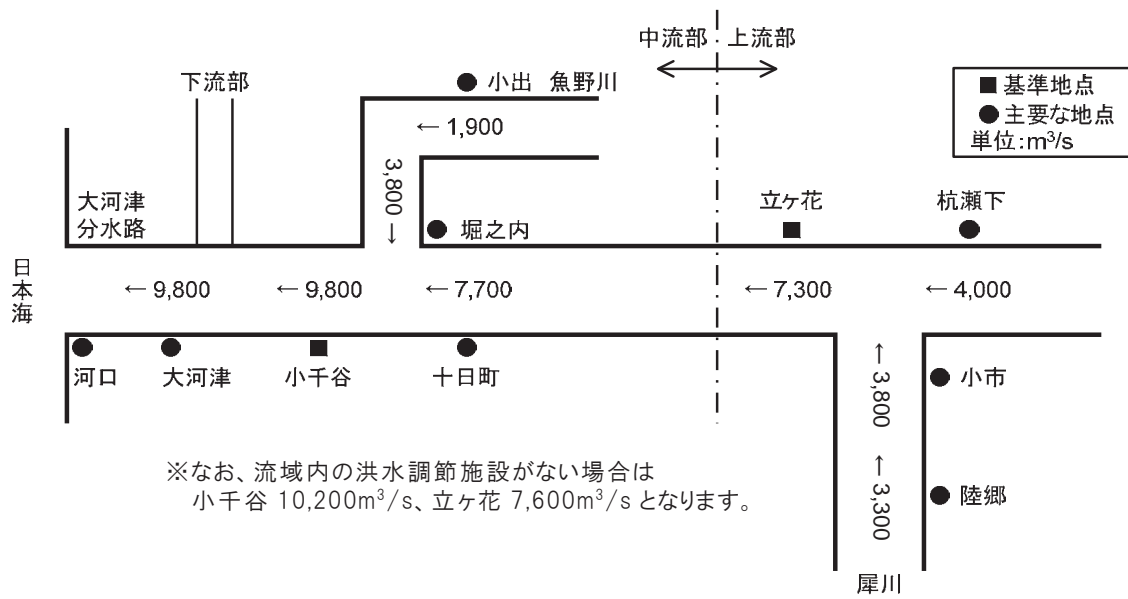 中流部 上流部
下流部
小出 魚野川
■基準地点
●主要な地点
単位:m³/s
← 1,900
3,800 →
大河津
分水路
堀之内
立ヶ花
杭瀬下
日本海
← 9,800
← 9,800
← 7,700
← 7,300
← 4,000
河口
大河津
小千谷
十日町
← 3,800
小市
← 3,300
陸郷
犀川
※なお、流域内の洪水調節施設がない場合は
小千谷 10,200m³/s、立ヶ花 7,600m³/s となります。